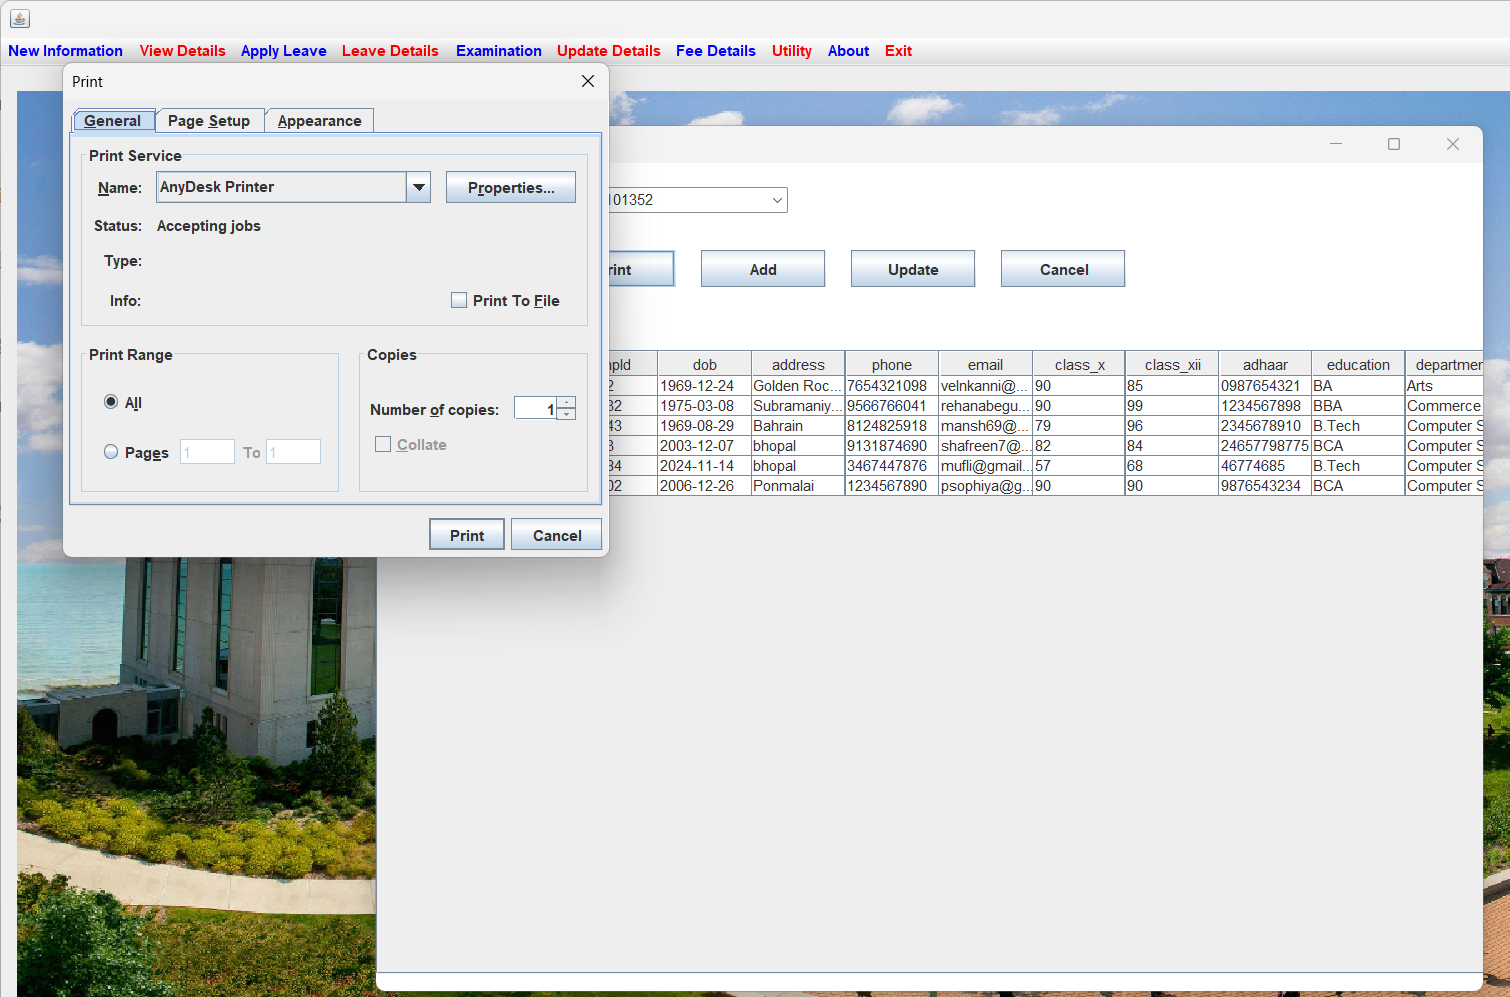 New Information View Details Apply Leave Leave Details Examination Update Details Fee Details Utility About Exit
Print
General Page Setup Appearance
Print Service
Name: AnyDesk Printer Properties...
Status: Accepting jobs
Type:
Info: Print To File
Print Range
All
Pages 1 To 1
Copies
Number of copies: 1
Collate
Print Cancel
101352
rint Add Update Cancel
mpId dob address phone email class_x class_xii adhaar education departmen
2 1969-12-24 Golden Roc... 7654321098 velnkanni@... 90 85 0987654321 BA Arts
32 1975-03-08 Subramaniy... 9566766041 rehanabegu... 90 99 1234567898 BBA Commerce
43 1969-08-29 Bahrain 8124825918 mansh69@... 79 96 2345678910 B.Tech Computer S
3 2003-12-07 bhopal 9131874690 shafreen7@... 82 84 24657798775 BCA Computer S
34 2024-11-14 bhopal 3467447876 mufli@gmail... 57 68 46774685 B.Tech Computer S
02 2006-12-26 Ponmalai 1234567890 psophiya@g... 90 90 9876543234 BCA Computer S